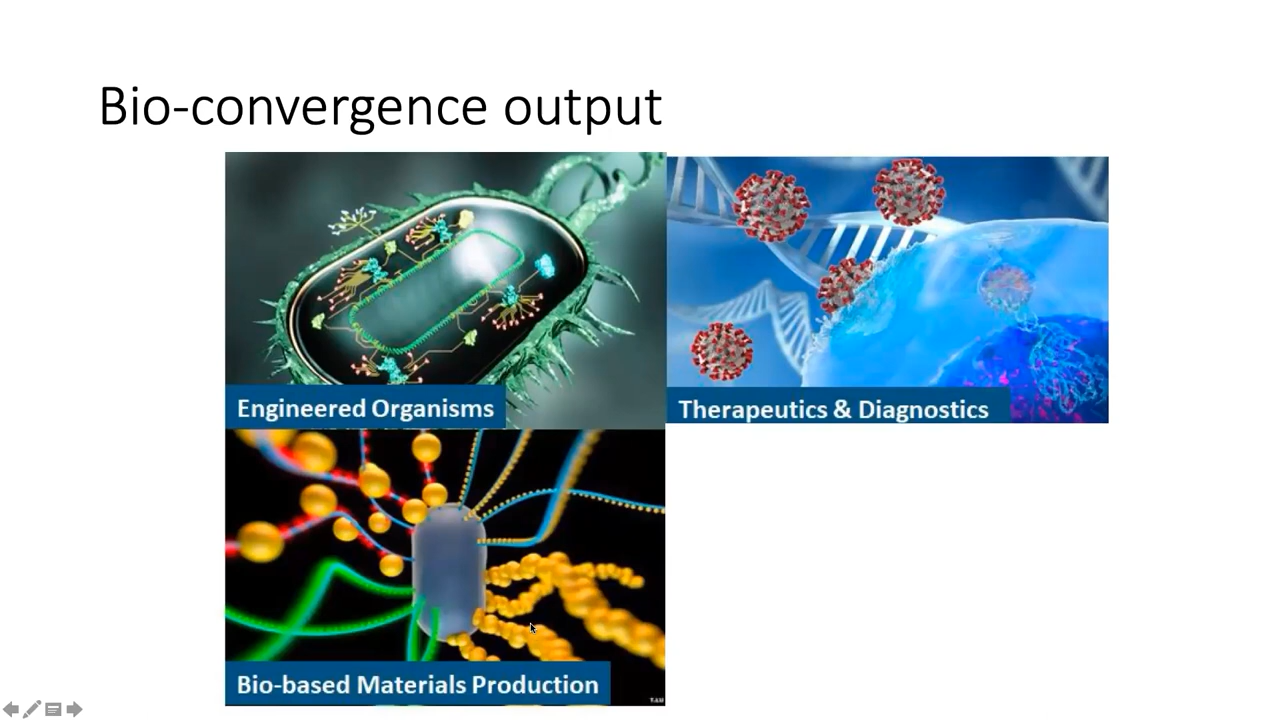 Bio-convergence output
Engineered Organisms
Therapeutics & Diagnostics
Bio-based Materials Production